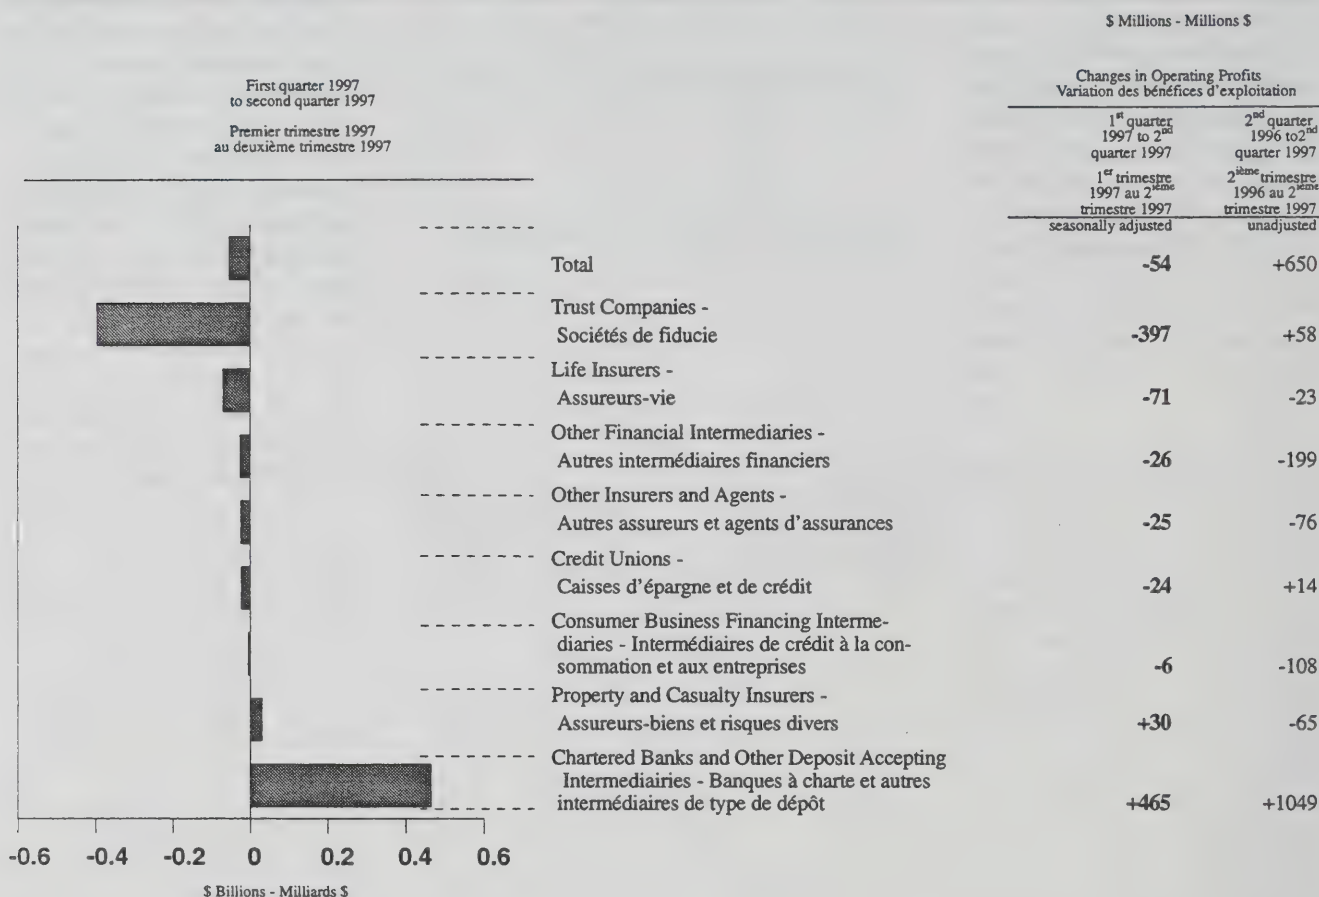 $ Millions - Millions $
First quarter 1997
to second quarter 1997
Premier trimestre 1997
au deuxième trimestre 1997
Changes in Operating Profits
Variation des bénéfices d'exploitation
1st quarter
1997 to 2nd
quarter 1997
1er trimestre
1997 au 2ième
trimestre 1997
seasonally adjusted
2nd quarter
1996 to2nd
quarter 1997
2ième trimestre
1996 au 2ième
trimestre 1997
unadjusted
Total -54 +650
Trust Companies -
Sociétés de fiducie -397 +58
Life Insurers -
Assureurs-vie -71 -23
Other Financial Intermediaries -
Autres intermédiaires financiers -26 -199
Other Insurers and Agents -
Autres assureurs et agents d'assurances -25 -76
Credit Unions -
Caisses d'épargne et de crédit -24 +14
Consumer Business Financing Interme-
diaries - Intermédiaires de crédit à la con-
sommation et aux entreprises -6 -108
Property and Casualty Insurers -
Assureurs-biens et risques divers +30 -65
Chartered Banks and Other Deposit Accepting
Intermediairies - Banques à charte et autres
intermédiaires de type de dépôt +465 +1049
-0.6 -0.4 -0.2 0 0.2 0.4 0.6
$ Billions - Milliards $